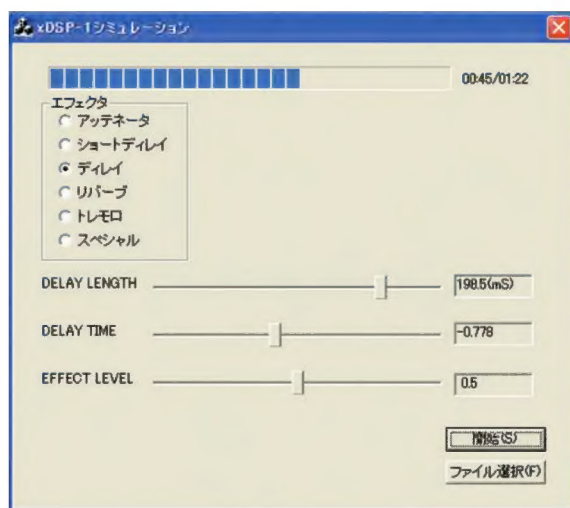 xDSP-1シミュレーション
00:45/01:22
エフェクタ
アッテネータ
ショートディレイ
ディレイ
リバーブ
トレモロ
スペシャル
DELAY LENGTH 198.5(mS)
DELAY TIME -0.778
EFFECT LEVEL 0.5
開始(S)
ファイル選択(F)